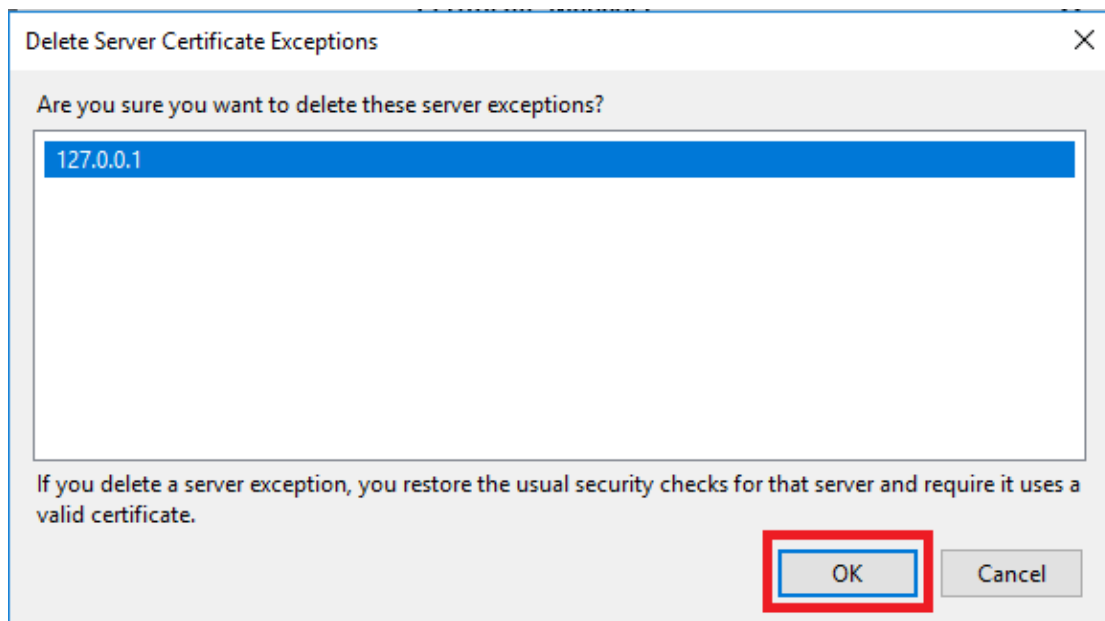 Delete Server Certificate Exceptions
Are you sure you want to delete these server exceptions?
127.0.0.1
If you delete a server exception, you restore the usual security checks for that server and require it uses a
valid certificate.
OK
Cancel